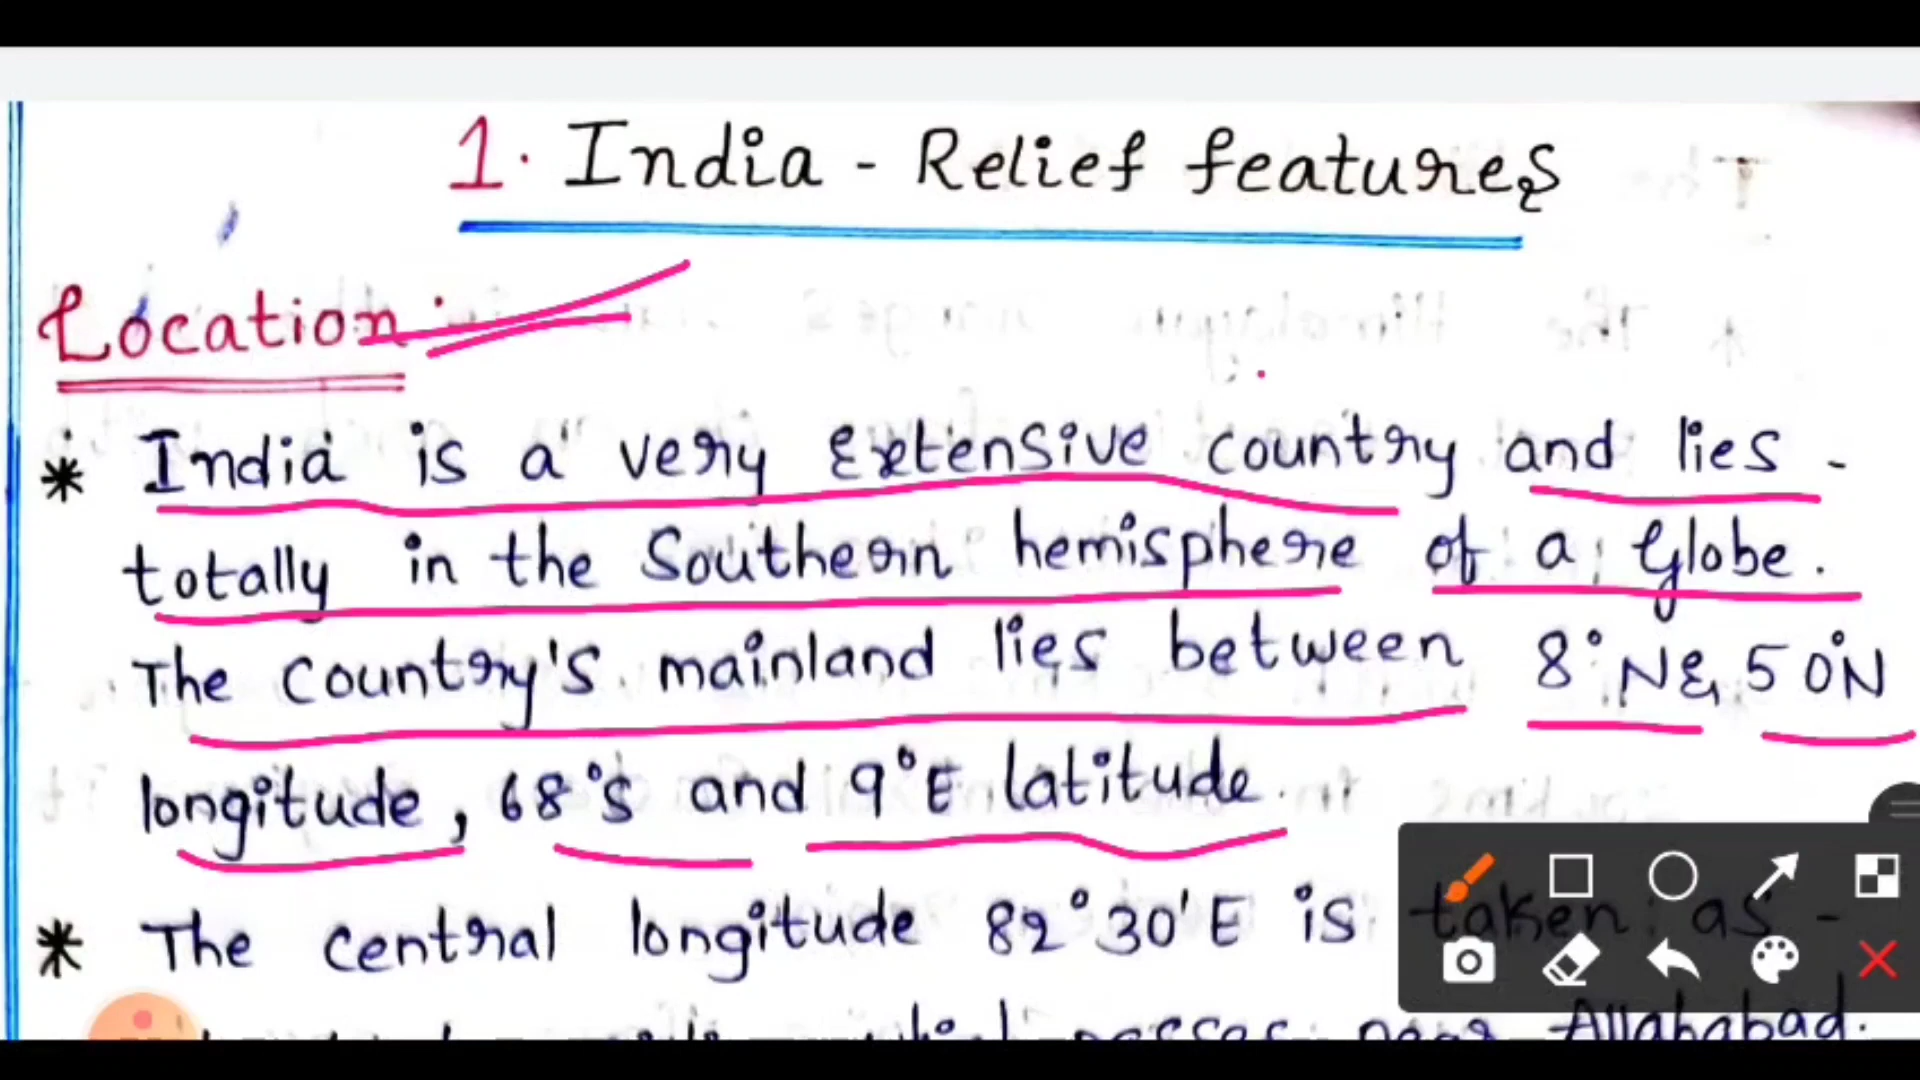 1. India - Relief features
Location :
* India is a very Extensive country and lies -
totally in the Southern hemisphere of a Globe.
The Country's mainland lies between 8°N & 50°N
longitude, 68°S and 9°E latitude.
* The central longitude 82°30'E is taken as -
near Allahabad.